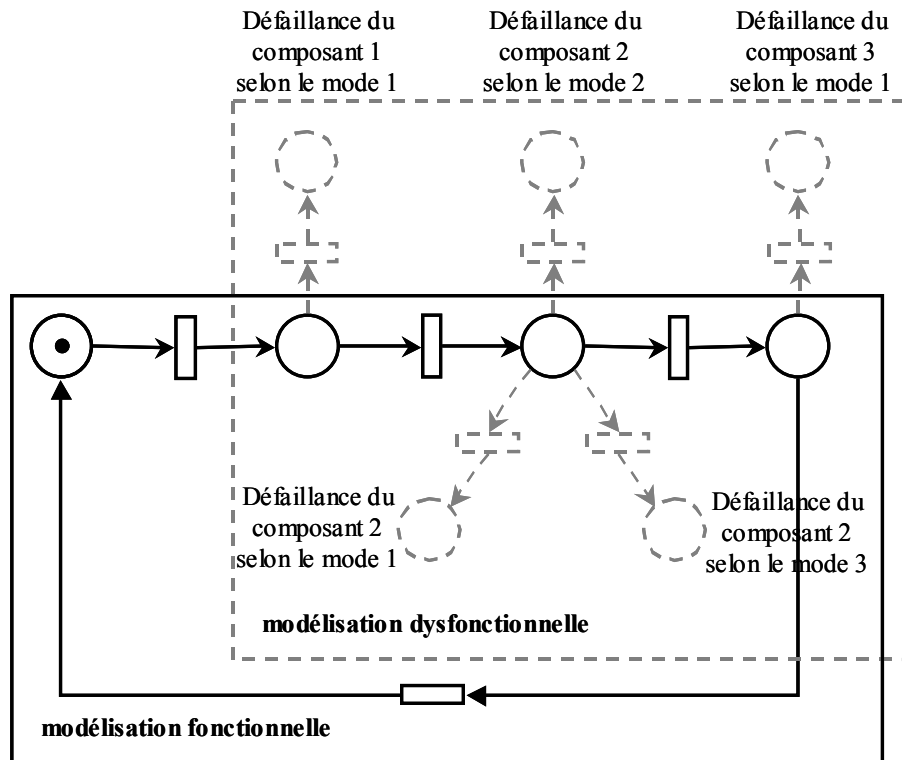 Défaillance du
composant 1
selon le mode 1
Défaillance du
composant 2
selon le mode 2
Défaillance du
composant 3
selon le mode 1
Défaillance du
composant 2
selon le mode 1
Défaillance du
composant 2
selon le mode 3
modélisation dysfonctionnelle
modélisation fonctionnelle